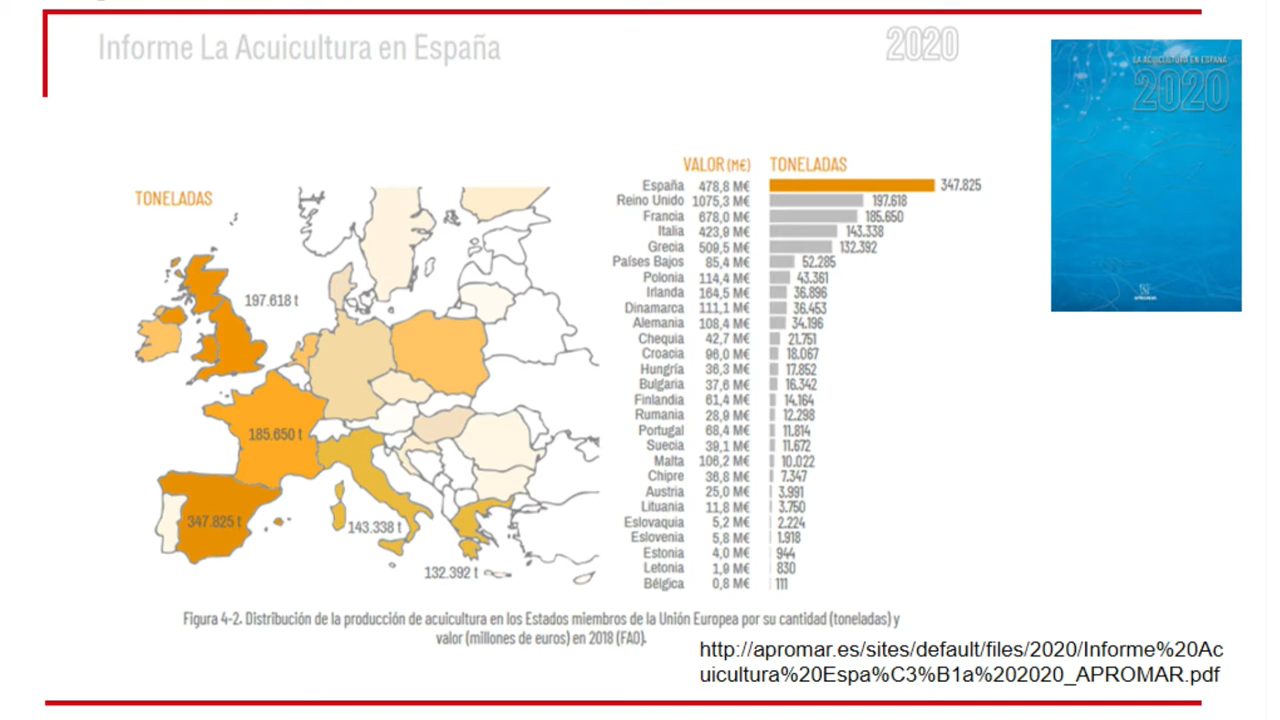 Informe La Acuicultura en España
2020
LA ACUICULTURA EN ESPAÑA
2020
APROMAR
TONELADAS
197.618 t
185.650 t
347.825 t
143.338 t
132.392 t
VALOR (M€) TONELADAS
España 478,8 M€ 347.825
Reino Unido 1075,3 M€ 197.618
Francia 678,0 M€ 185.650
Italia 423,9 M€ 143.338
Grecia 509,5 M€ 132.392
Países Bajos 85,4 M€ 52.285
Polonia 114,4 M€ 43.361
Irlanda 164,5 M€ 36.896
Dinamarca 111,1 M€ 36.453
Alemania 108,4 M€ 34.196
Chequia 42,7 M€ 21.751
Croacia 96,0 M€ 18.067
Hungría 36,3 M€ 17.852
Bulgaria 37,6 M€ 16.342
Finlandia 61,4 M€ 14.164
Rumania 28,9 M€ 12.298
Portugal 68,4 M€ 11.814
Suecia 39,1 M€ 11.672
Malta 106,2 M€ 10.022
Chipre 36,8 M€ 7.347
Austria 25,0 M€ 3.991
Lituania 11,8 M€ 3.750
Eslovaquia 5,2 M€ 2.224
Eslovenia 5,8 M€ 1.918
Estonia 4,0 M€ 944
Letonia 1,9 M€ 830
Bélgica 0,8 M€ 111
Figura 4-2. Distribución de la producción de acuicultura en los Estados miembros de la Unión Europea por su cantidad (toneladas) y
valor (millones de euros) en 2018 (FAO).
http://apromar.es/sites/default/files/2020/Informe%20Ac
uicultura%20Espa%C3%B1a%202020_APROMAR.pdf